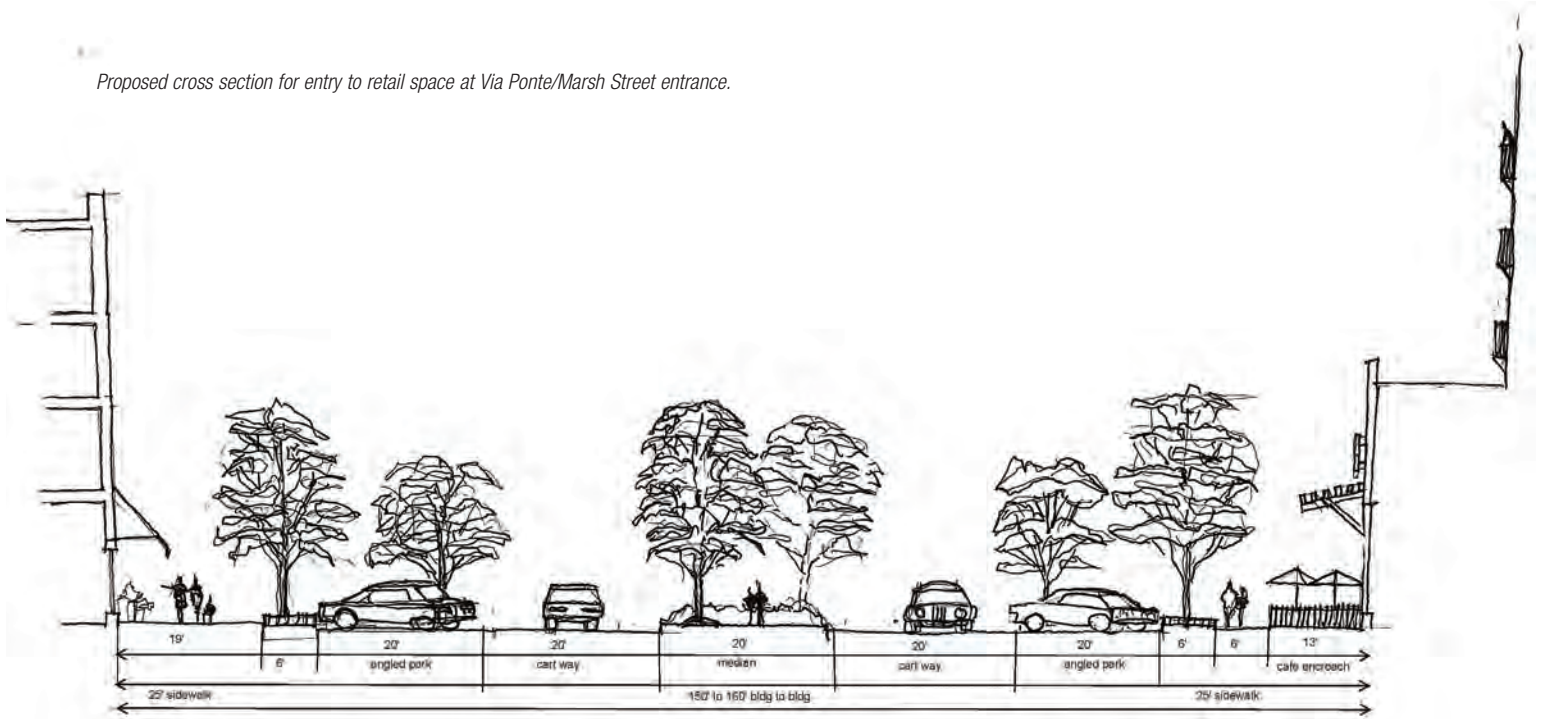 Proposed cross section for entry to retail space at Via Ponte/Marsh Street entrance.
19' 20' 20' 20' 20' 20' 6' 6' 13'
6' angled park cart way median cart way angled park cafe encroach
25' sidewalk 150' to 160' bldg to bldg 25' sidewalk